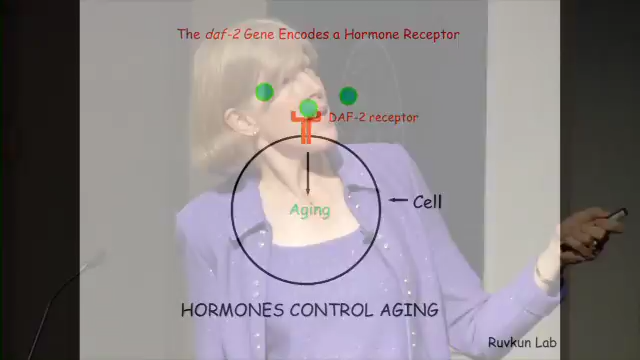 The daf-2 Gene Encodes a Hormone Receptor
DAF-2 receptor
Aging
Cell
HORMONES CONTROL AGING
Ruvkun Lab